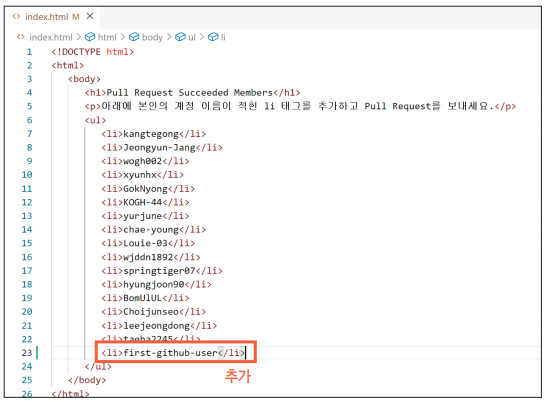 index.html M
index.html > html > body > ul > li
1 <!DOCTYPE html>
2 <html>
3 <body>
4 <h1>Pull Request Succeeded Members</h1>
5 <p>아래에 본인의 계정 이름이 적힌 li 태그를 추가하고 Pull Request를 보내세요.</p>
6 <ul>
7 <li>kangtegong</li>
8 <li>Jeongyun-Jang</li>
9 <li>wogh002</li>
10 <li>xyunhx</li>
11 <li>GokNyong</li>
12 <li>KOGH-44</li>
13 <li>yurjune</li>
14 <li>chae-young</li>
15 <li>Louie-03</li>
16 <li>wjddn1892</li>
17 <li>springtiger07</li>
18 <li>hyungjoon90</li>
19 <li>BomUlUL</li>
20 <li>Choijunseo</li>
21 <li>leejeongdong</li>
22 <li>taeha2245</li>
23 <li>first-github-user</li>
24 </ul>
추가
25 </body>
26 </html>